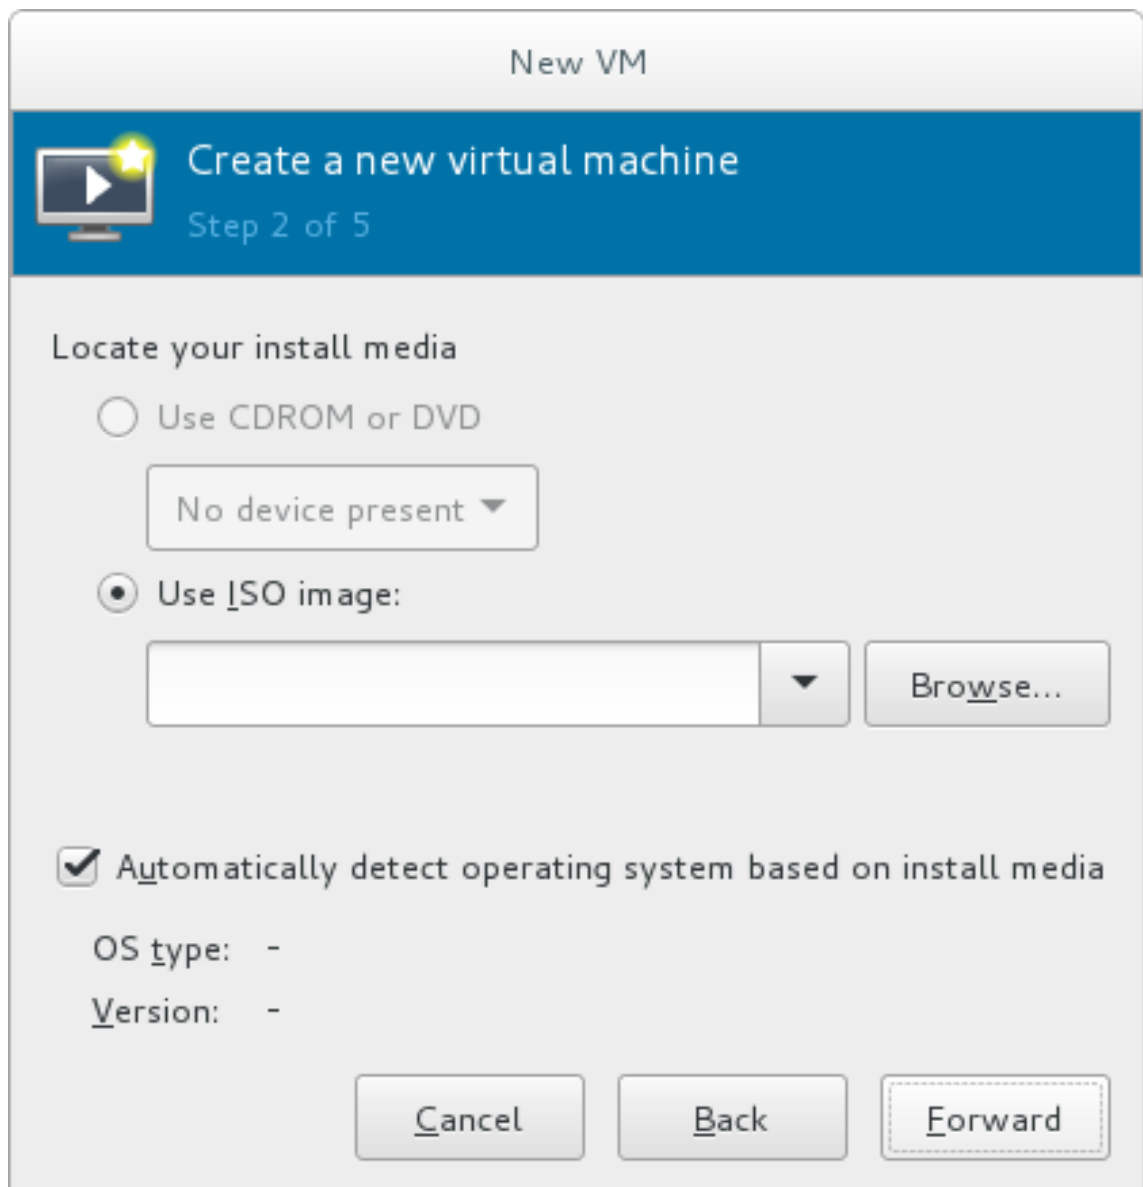 New VM
Create a new virtual machine
Step 2 of 5
Locate your install media
Use CDROM or DVD
No device present
Use ISO image:
Browse...
Automatically detect operating system based on install media
OS type: -
Version: -
Cancel Back Forward